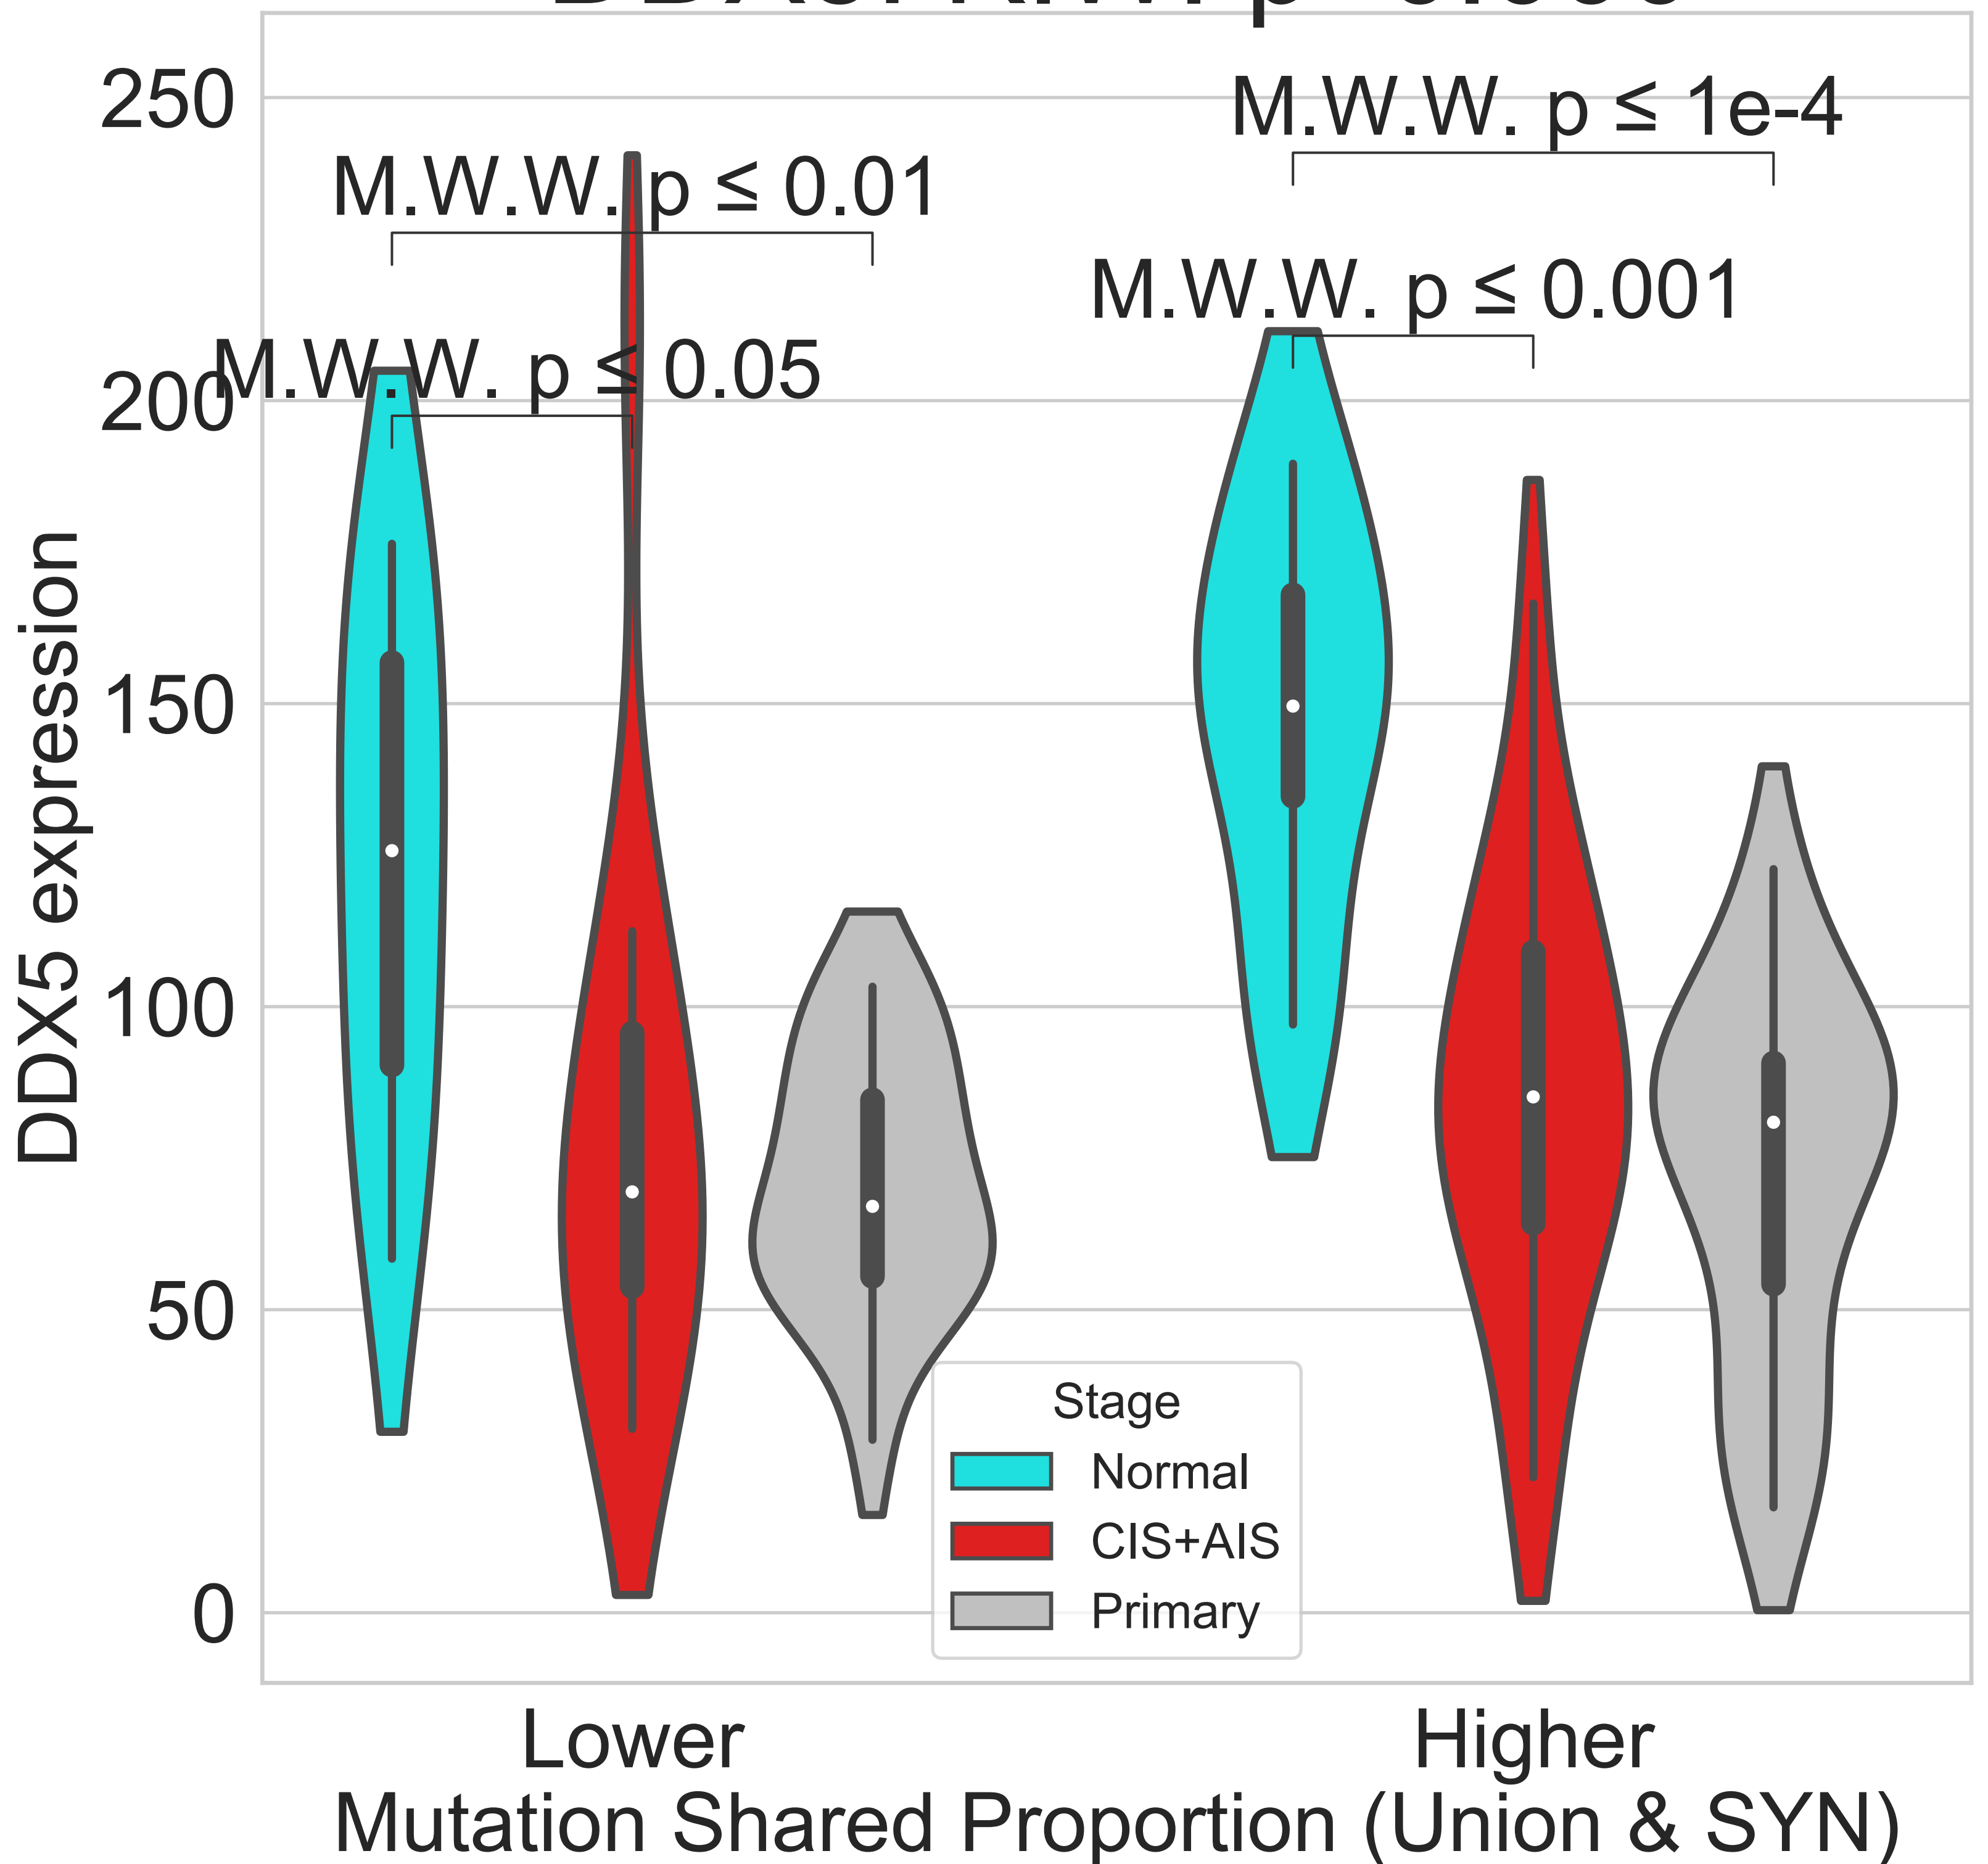 250
M.W.W. p ≤ 1e-4
M.W.W. p ≤ 0.01
M.W.W. p ≤ 0.001
M.W.W. p ≤ 0.05
200
150
100
50
0
DDX5 expression
Stage
Normal
CIS+AIS
Primary
Lower Higher
Mutation Shared Proportion (Union & SYN)